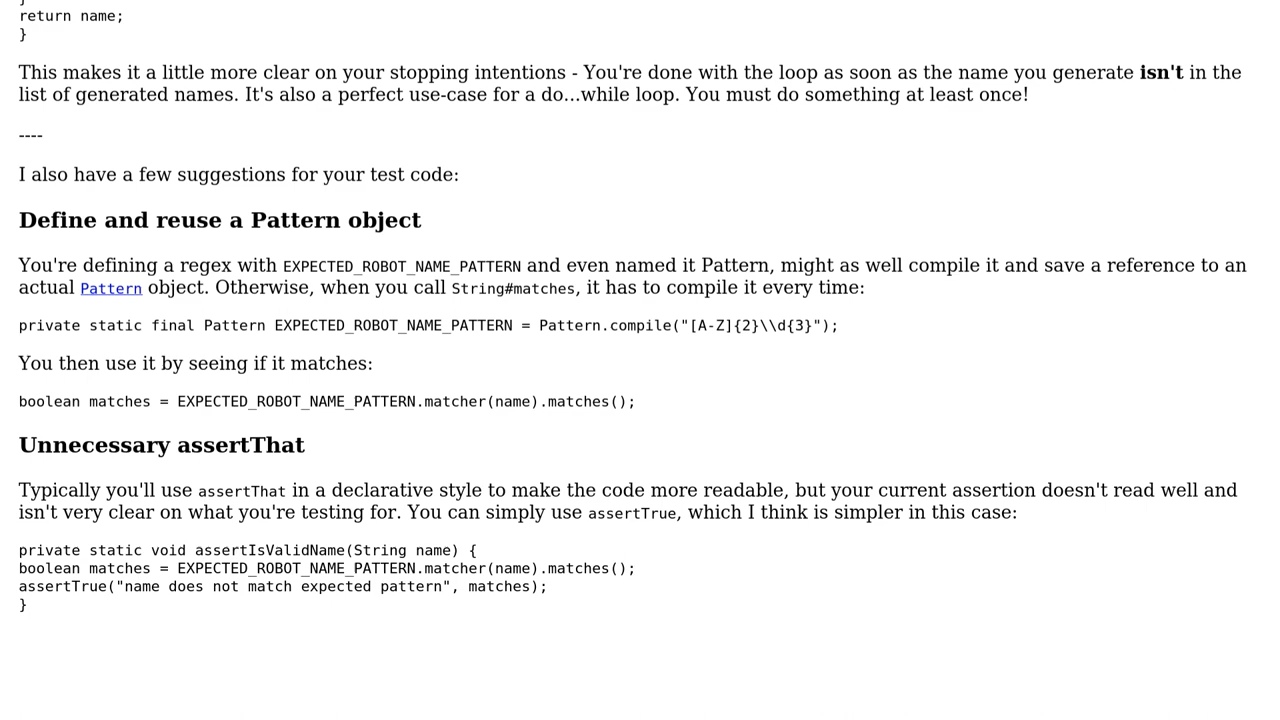 }
return name;
}
This makes it a little more clear on your stopping intentions - You're done with the loop as soon as the name you generate isn't in the
list of generated names. It's also a perfect use-case for a do...while loop. You must do something at least once!
----
I also have a few suggestions for your test code:
Define and reuse a Pattern object
You're defining a regex with EXPECTED_ROBOT_NAME_PATTERN and even named it Pattern, might as well compile it and save a reference to an
actual Pattern object. Otherwise, when you call String#matches, it has to compile it every time:
private static final Pattern EXPECTED_ROBOT_NAME_PATTERN = Pattern.compile("[A-Z]{2}\\d{3}");
You then use it by seeing if it matches:
boolean matches = EXPECTED_ROBOT_NAME_PATTERN.matcher(name).matches();
Unnecessary assertThat
Typically you'll use assertThat in a declarative style to make the code more readable, but your current assertion doesn't read well and
isn't very clear on what you're testing for. You can simply use assertTrue, which I think is simpler in this case:
private static void assertIsValidName(String name) {
boolean matches = EXPECTED_ROBOT_NAME_PATTERN.matcher(name).matches();
assertTrue("name does not match expected pattern", matches);
}